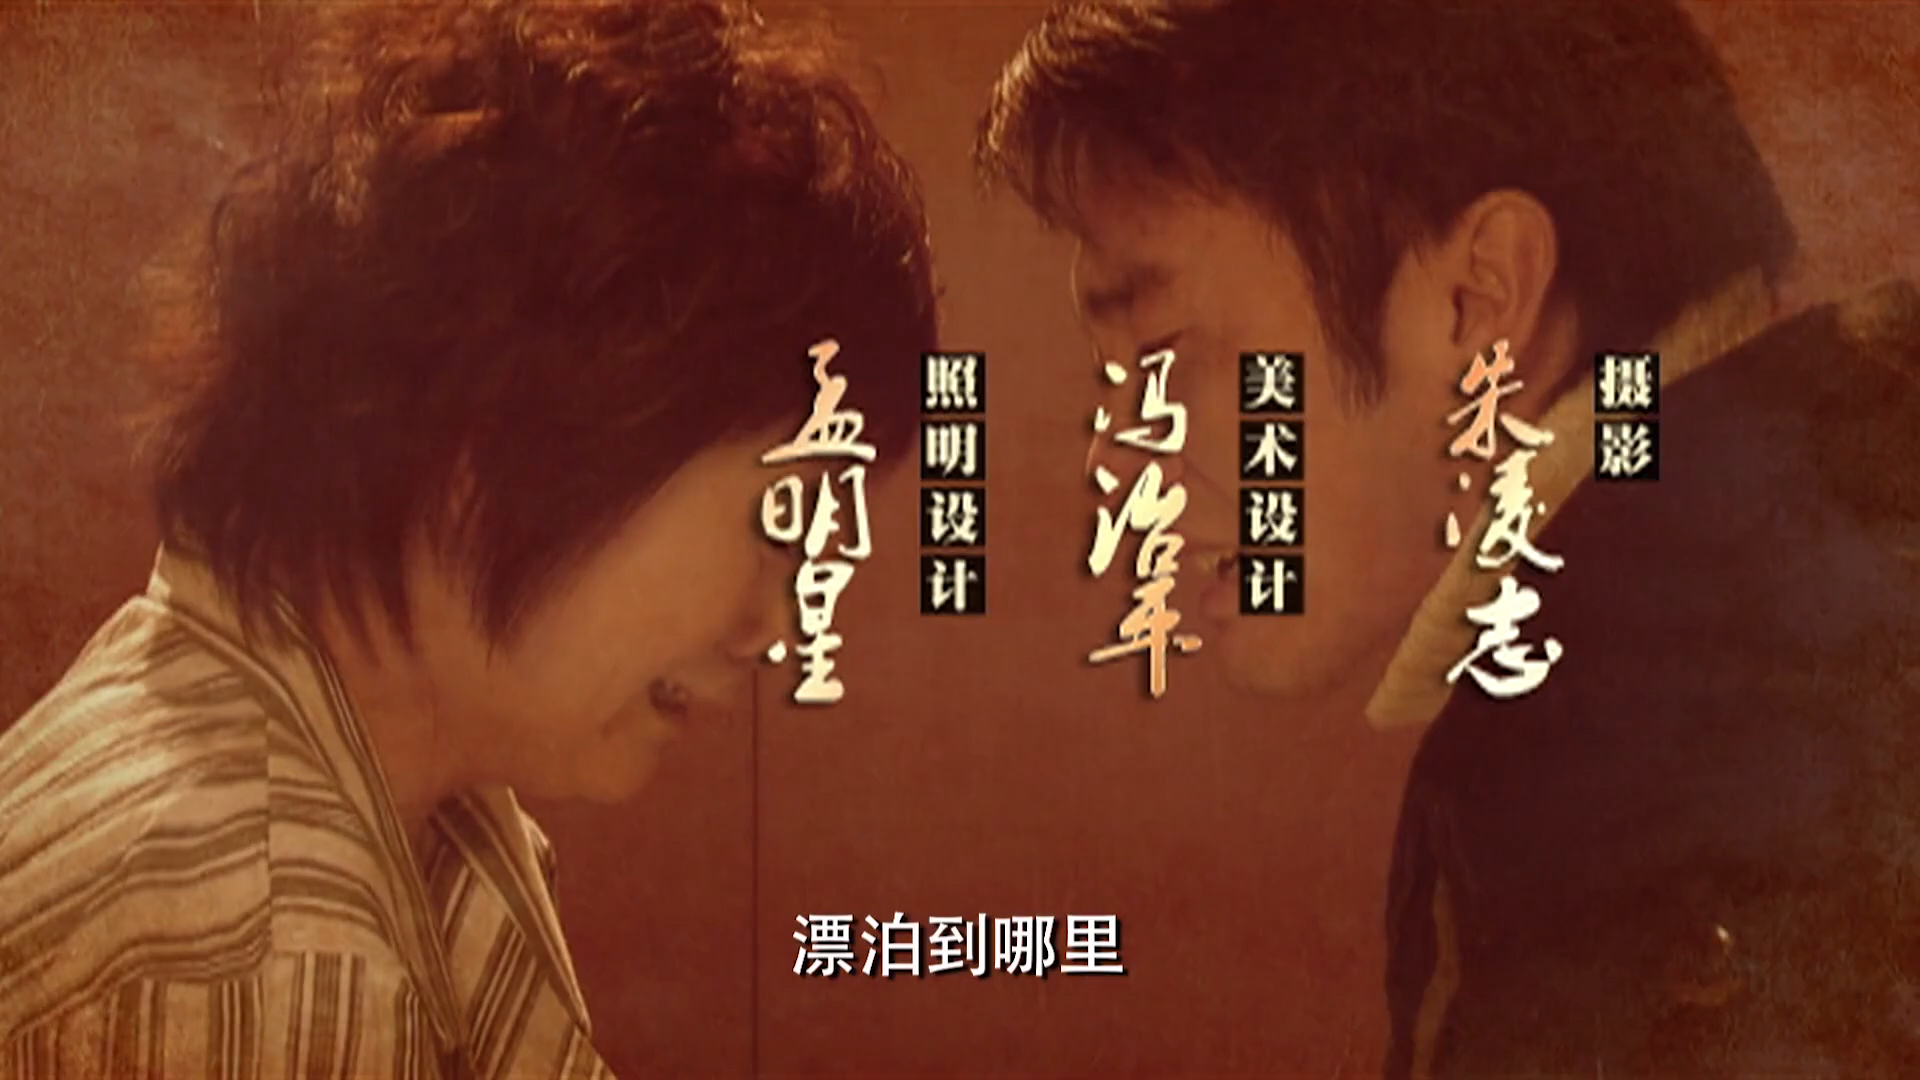 摄影
朱凌志
美术设计
冯治军
照明设计
孟明星
漂泊到哪里